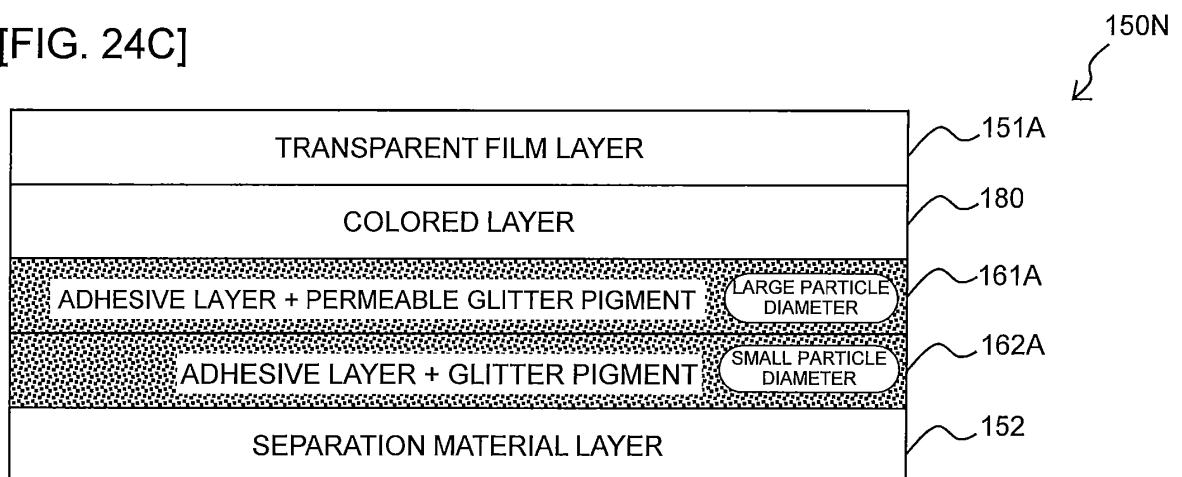 150N
[FIG. 24C]
TRANSPARENT FILM LAYER
151A
COLORED LAYER
180
ADHESIVE LAYER + PERMEABLE GLITTER PIGMENT
LARGE PARTICLE
DIAMETER
161A
ADHESIVE LAYER + GLITTER PIGMENT
SMALL PARTICLE
DIAMETER
162A
SEPARATION MATERIAL LAYER
152